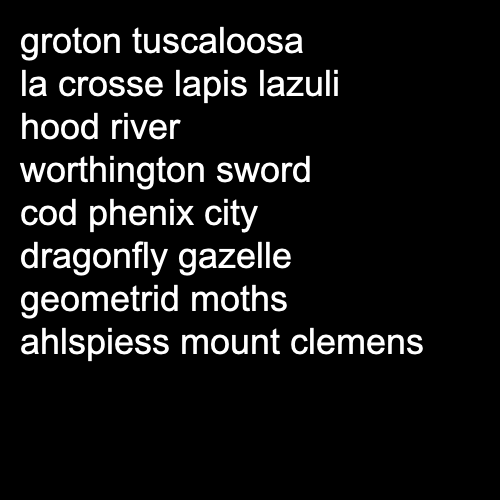 groton tuscaloosa
la crosse lapis lazuli
hood river
worthington sword
cod phenix city
dragonfly gazelle
geometrid moths
ahlspiess mount clemens